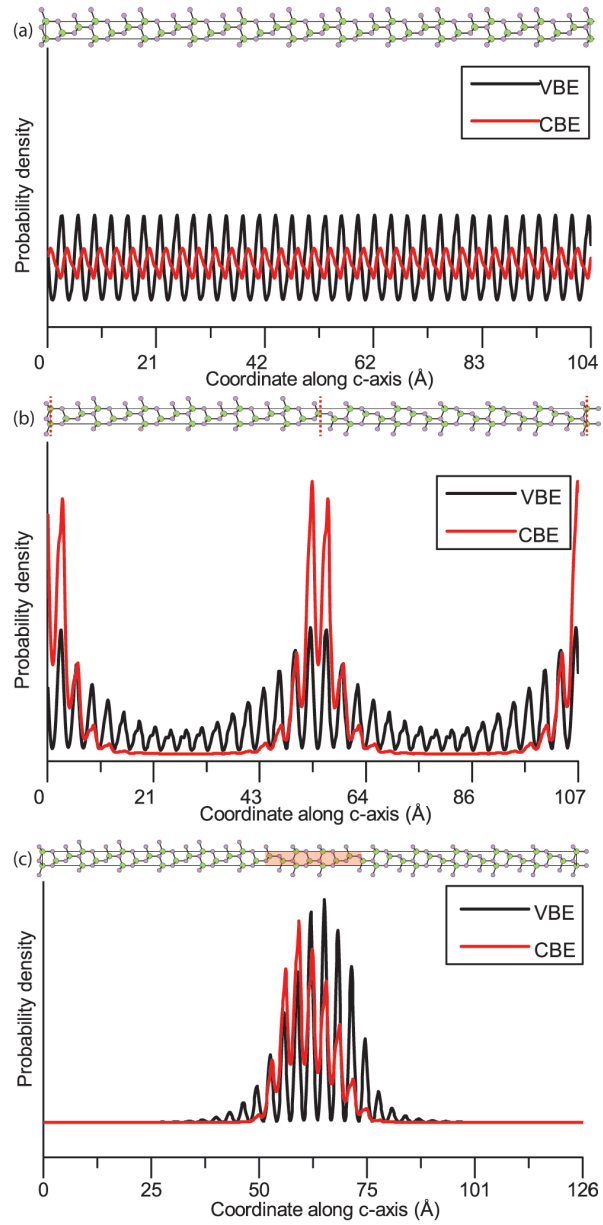 (a)
VBE
CBE
Probability density
0 21 42 62 83 104
Coordinate along c-axis (Å)
(b)
VBE
CBE
Probability density
0 21 43 64 86 107
Coordinate along c-axis (Å)
(c)
VBE
CBE
Probability density
0 25 50 75 101 126
Coordinate along c-axis (Å)